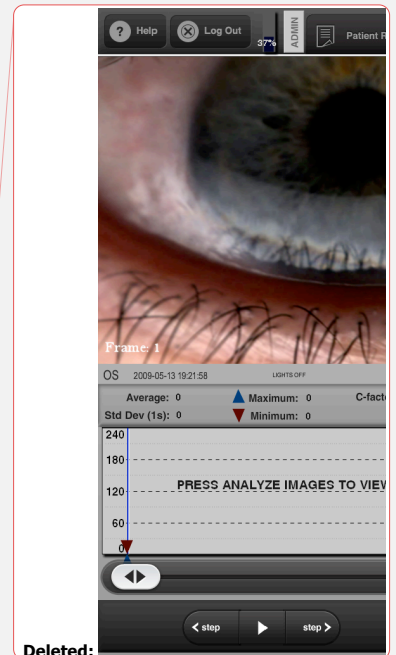 ? Help Log Out 37% ADMIN Patient R
Frame: 1
OS 2009-05-13 19:21:58 LIGHTS OFF
Average: 0 Maximum: 0 C-facto
Std Dev (1s): 0 Minimum: 0
240
180
PRESS ANALYZE IMAGES TO VIEW
120
60
0
< step step >
Deleted: